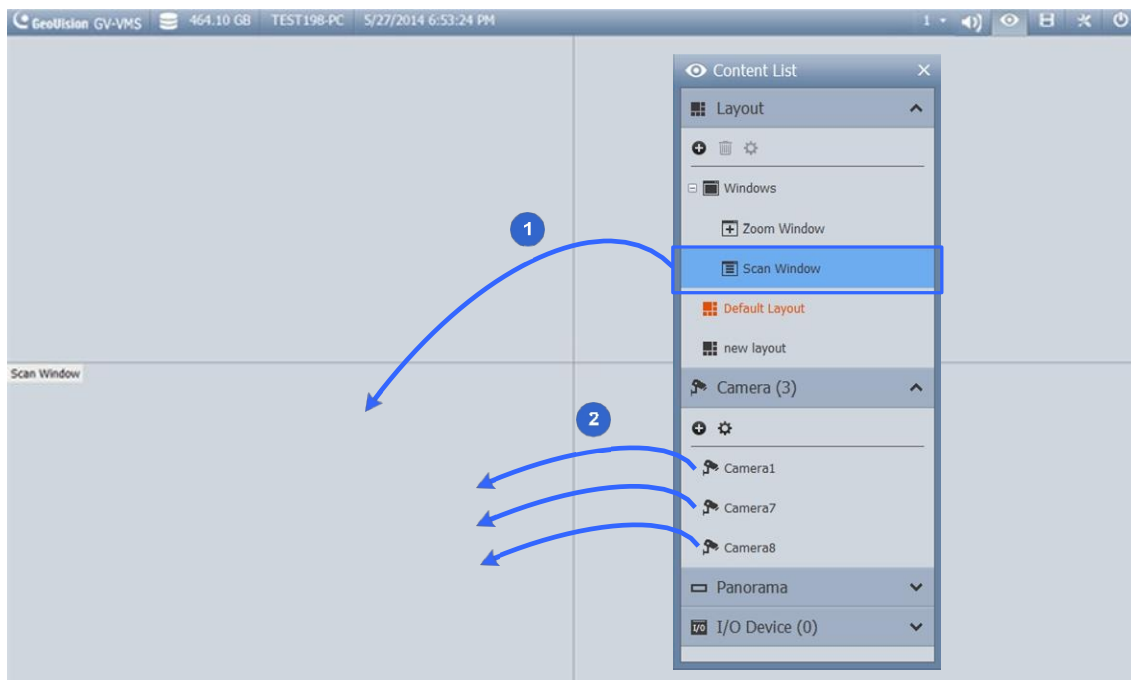 GeoVision GV-VMS 464.10 GB TEST198-PC 5/27/2014 6:53:24 PM 1
Content List
Layout
Windows
1
Zoom Window
Scan Window
Default Layout
new layout
Scan Window
Camera (3)
2
Camera1
Camera7
Camera8
Panorama
I/O I/O Device (0)